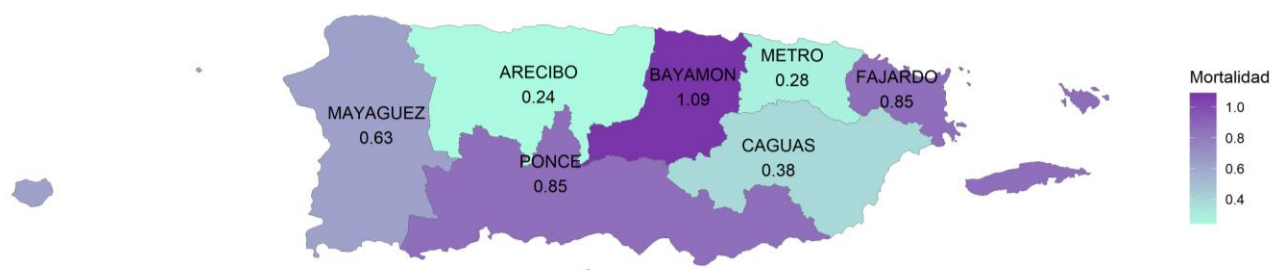 ARECIBO
0.24
BAYAMON
1.09
METRO
0.28
FAJARDO
0.85
MAYAGUEZ
0.63
PONCE
0.85
CAGUAS
0.38
Mortalidad
1.0
0.8
0.6
0.4